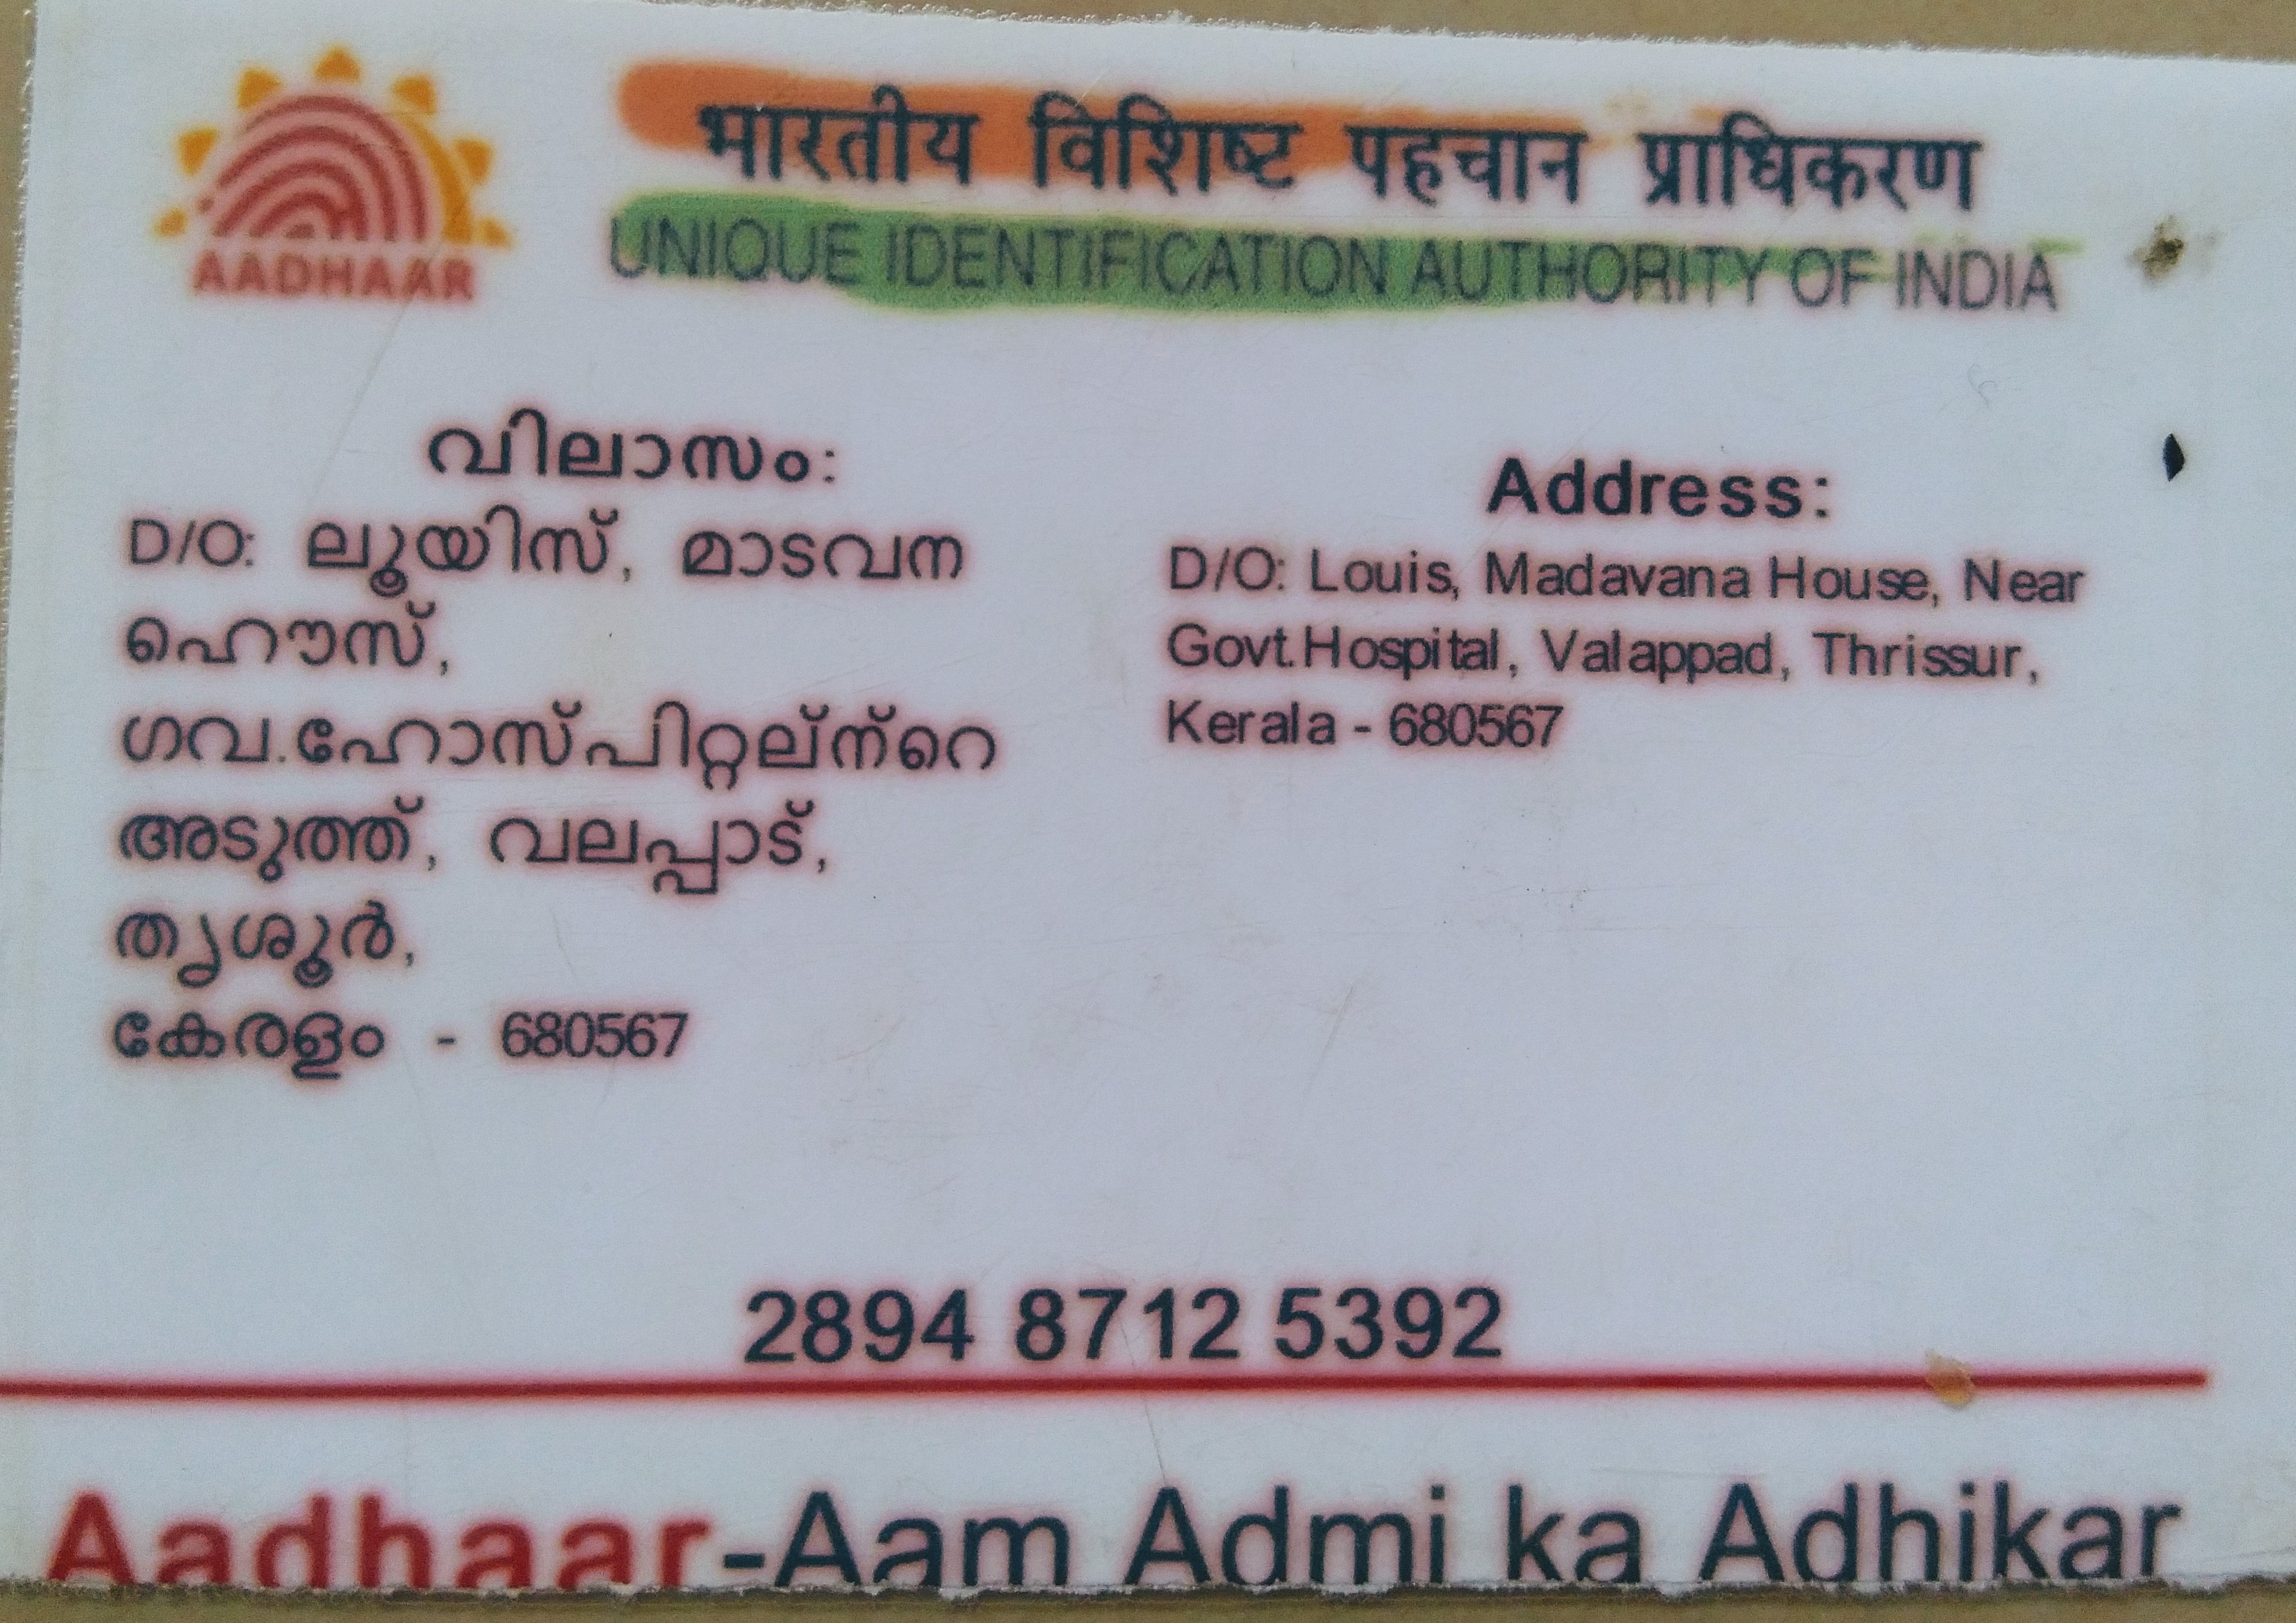 भारतीय विशिष्ट पहचान प्राधिकरण
UNIQUE IDENTIFICATION AUTHORITY OF INDIA
AADHAAR
വിലാസം:
D/O: ലൂയിസ്, മാടവന
ഹൌസ്,
ഗവ.ഹോസ്പിറ്റല്ന്റെ
അടുത്ത്, വലപ്പാട്,
തൃശൂർ,
കേരളം - 680567
Address:
D/O: Louis, Madavana House, Near
Govt.Hospital, Valappad, Thrissur,
Kerala - 680567
2894 8712 5392
Aadhaar-Aam Admi ka Adhikar